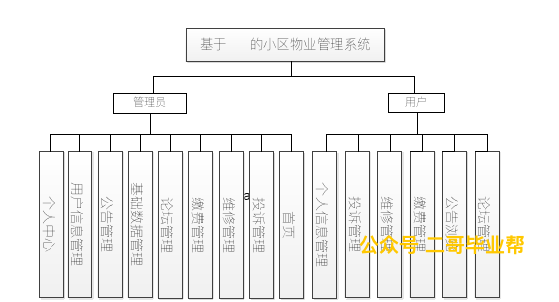 基于 的小区物业管理系统
管理员
用户
个人中心
用户信息管理
公告管理
基础数据管理
论坛管理
缴费管理
维修管理
a
投诉管理
首页
个人信息管理
投诉管理
维修管理
缴费管理
公告浏览
论坛管理
公众号:二哥毕业帮